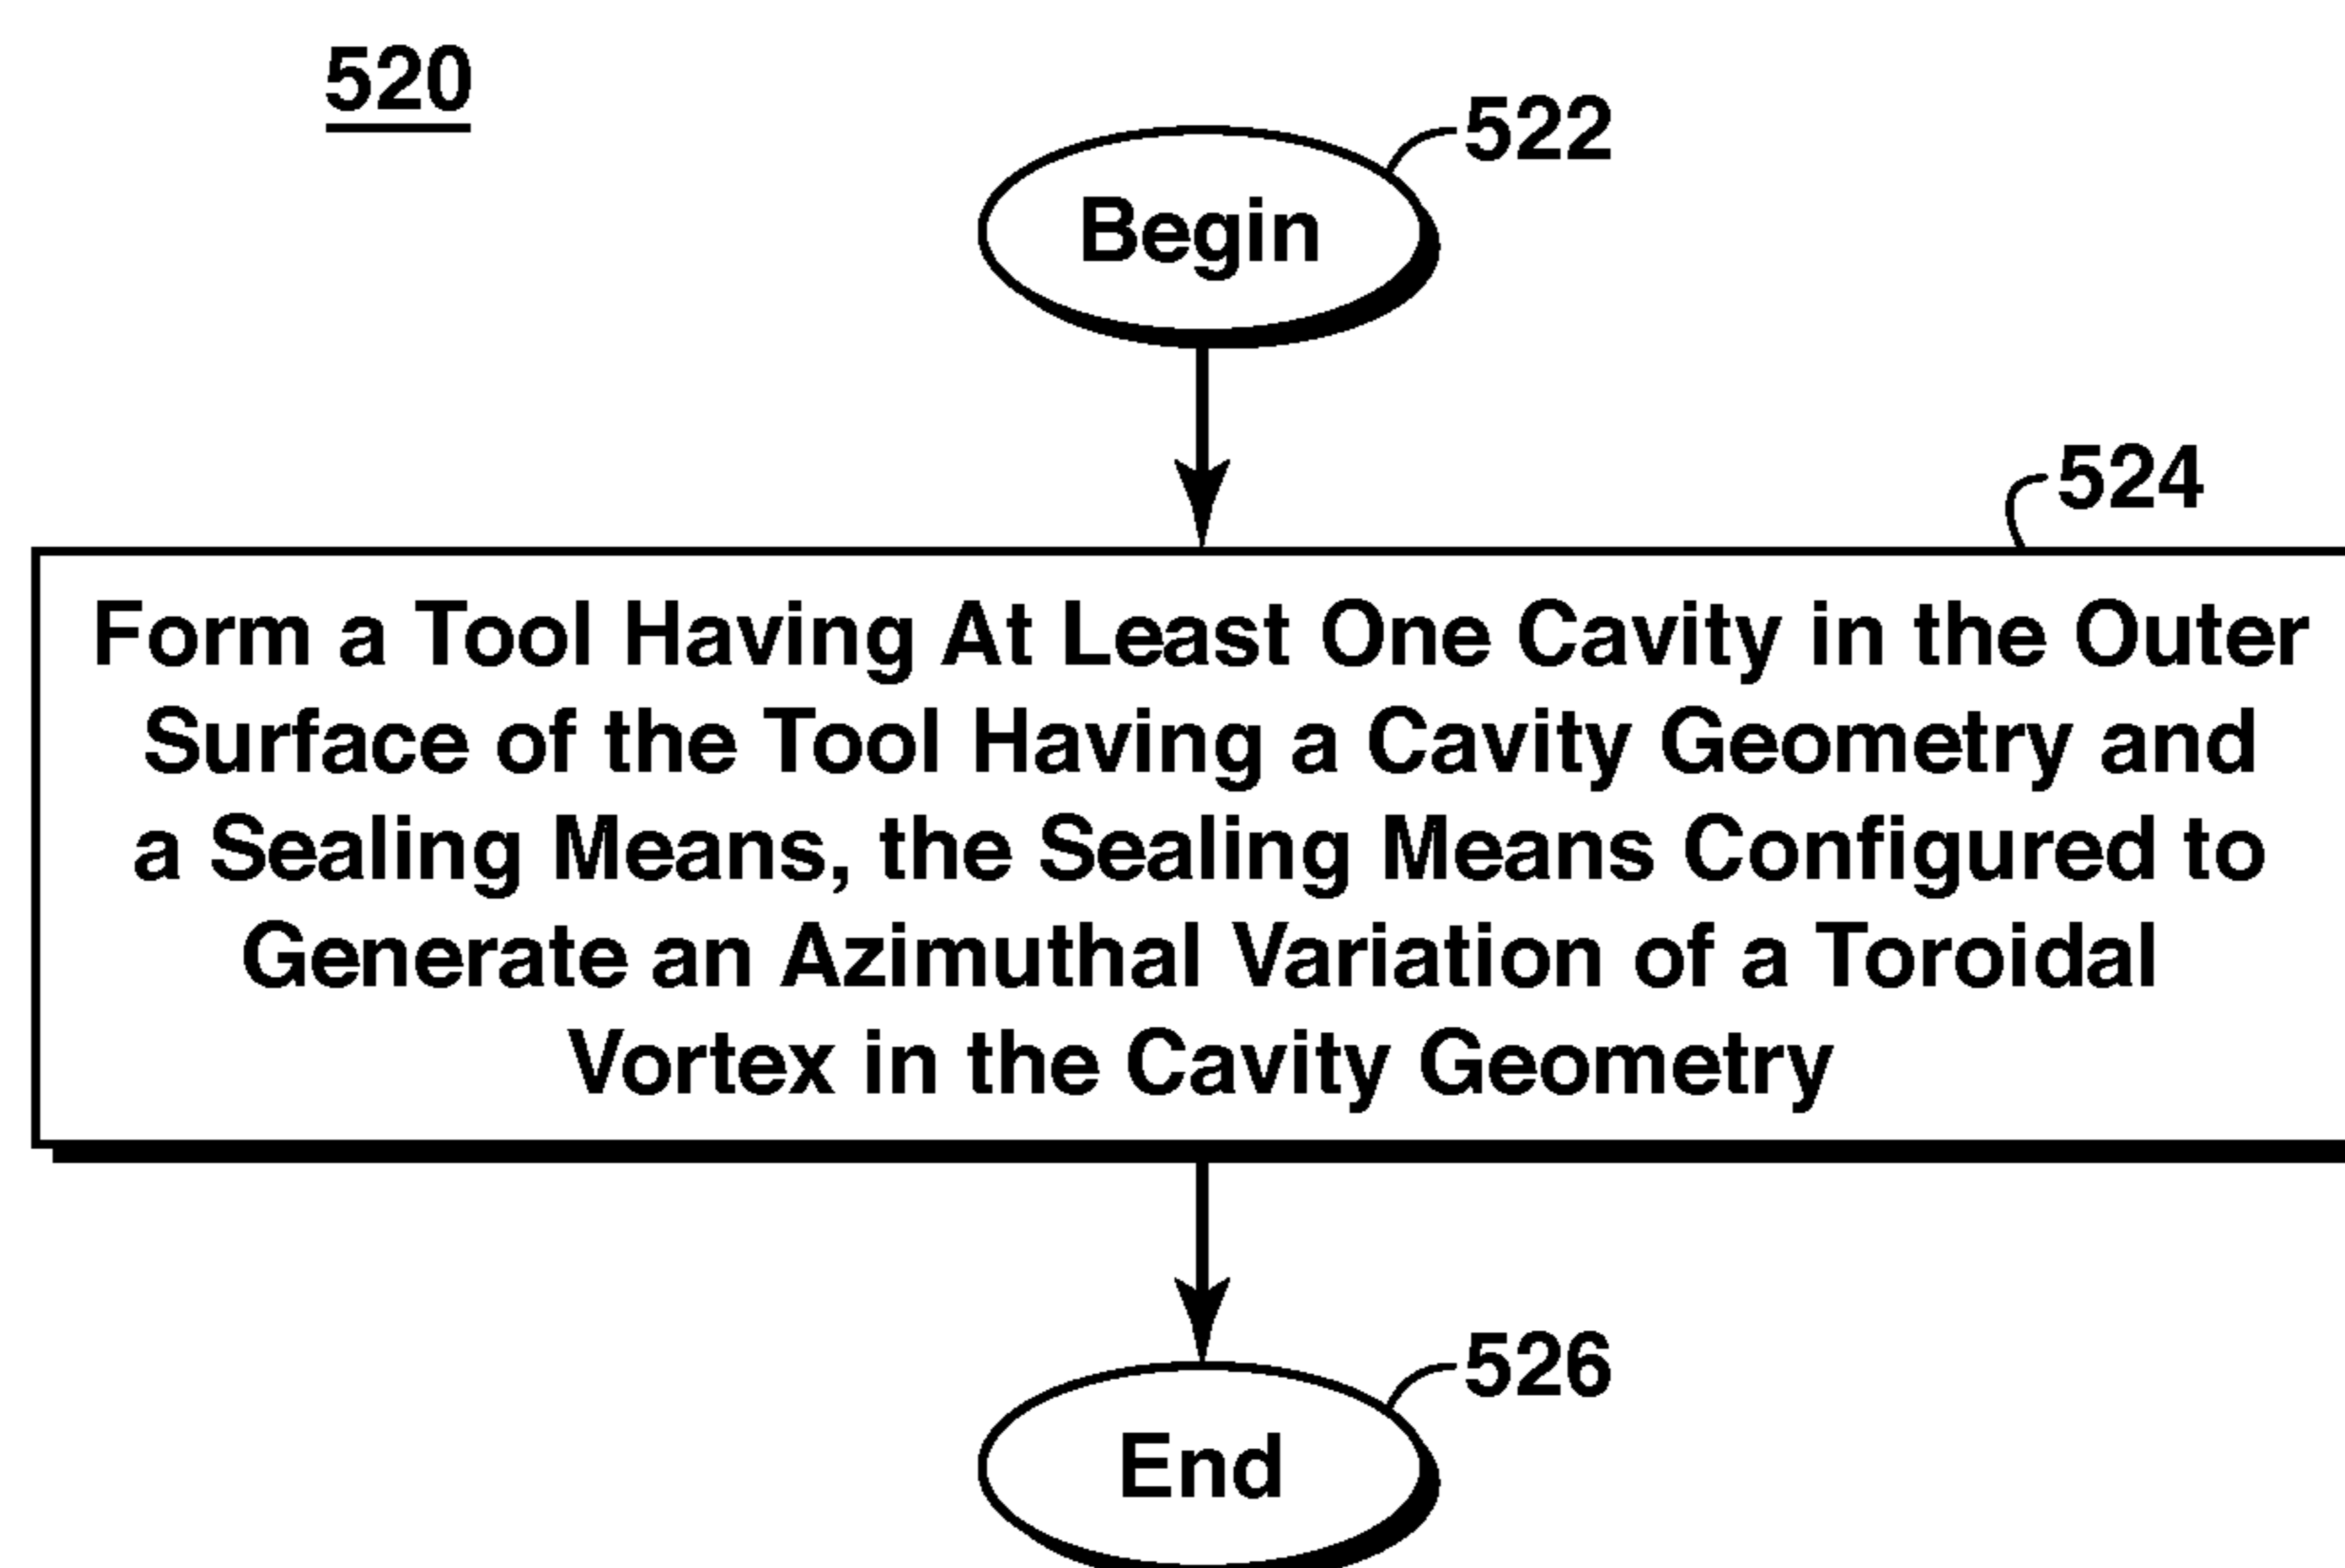 520
522
Begin
524
Form a Tool Having At Least One Cavity in the Outer
Surface of the Tool Having a Cavity Geometry and
a Sealing Means, the Sealing Means Configured to
Generate an Azimuthal Variation of a Toroidal
Vortex in the Cavity Geometry
526
End